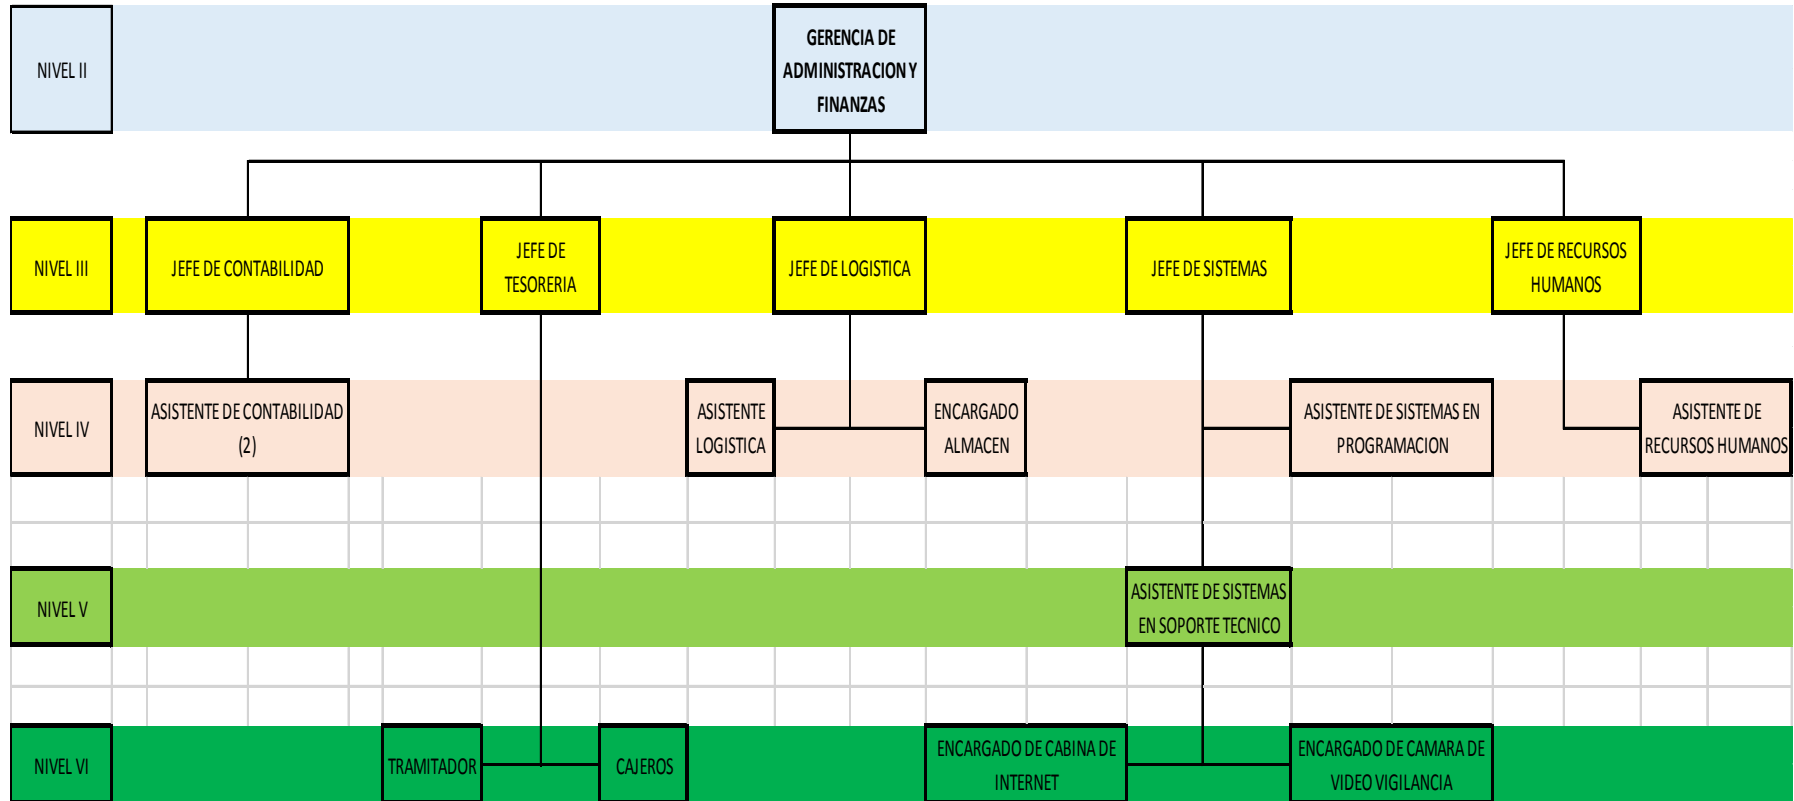 NIVEL II
GERENCIA DE
ADMINISTRACION Y
FINANZAS
NIVEL III
JEFE DE CONTABILIDAD
JEFE DE
TESORERIA
JEFE DE LOGISTICA
JEFE DE SISTEMAS
JEFE DE RECURSOS
HUMANOS
NIVEL IV
ASISTENTE DE CONTABILIDAD
(2)
ASISTENTE
LOGISTICA
ENCARGADO
ALMACEN
ASISTENTE DE SISTEMAS EN
PROGRAMACION
ASISTENTE DE
RECURSOS HUMANOS
NIVEL V
ASISTENTE DE SISTEMAS
EN SOPORTE TECNICO
NIVEL VI
TRAMITADOR
CAJEROS
ENCARGADO DE CABINA DE
INTERNET
ENCARGADO DE CAMARA DE
VIDEO VIGILANCIA